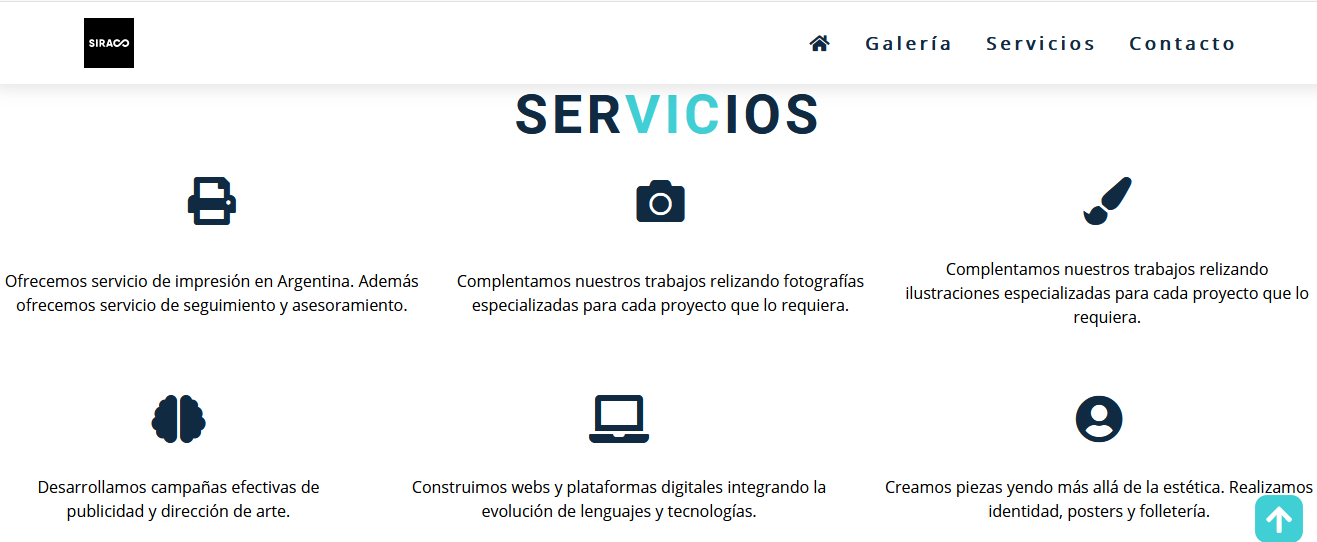 SIRACO
Galería
Servicios
Contacto
SERVICIOS
Ofrecemos servicio de impresión en Argentina. Además
ofrecemos servicio de seguimiento y asesoramiento.
Complentamos nuestros trabajos relizando fotografías
especializadas para cada proyecto que lo requiera.
Complentamos nuestros trabajos relizando
ilustraciones especializadas para cada proyecto que lo
requiera.
Desarrollamos campañas efectivas de
publicidad y dirección de arte.
Construimos webs y plataformas digitales integrando la
evolución de lenguajes y tecnologías.
Creamos piezas yendo más allá de la estética. Realizamos
identidad, posters y folletería.